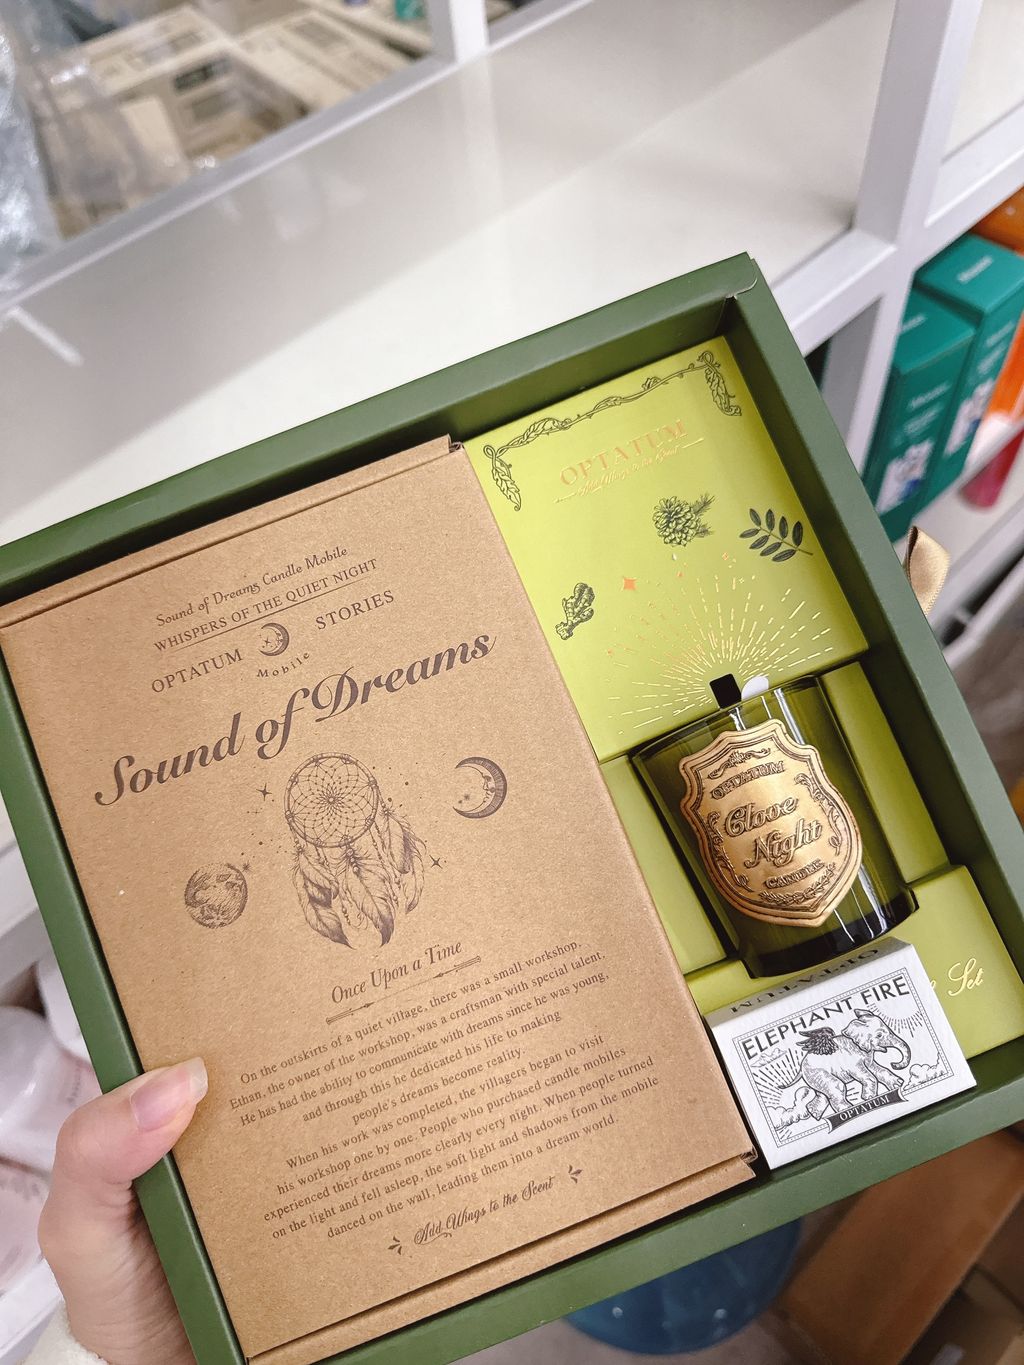 Sound of Dreams Candle Mobile
WHISPERS OF THE QUIET NIGHT
OPTATUM STORIES
Mobile
Sound of Dreams
Once Upon a Time
On the outskirts of a quiet village, there was a small workshop.
Ethan, the owner of the workshop, was a craftsman with special talent.
He has had the ability to communicate with dreams since he was young,
and through this he dedicated his life to making
people's dreams become reality.
When his work was completed, the villagers began to visit
his workshop one by one. People who purchased candle mobiles
experienced their dreams more clearly every night. When people turned
on the light and fell asleep, the soft light and shadows from the mobile
danced on the wall, leading them into a dream world.
Add Wings to the Scent
OPTATUM
Add Wings to the Scent
OPTATUM
Clove
Night
CANDLE
Set
OPTATUM
ELEPHANT FIRE
OPTATUM